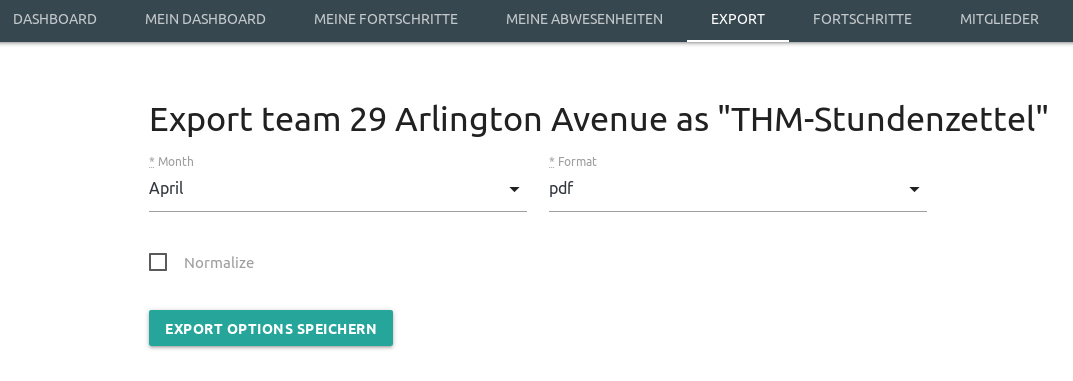 DASHBOARD MEIN DASHBOARD MEINE FORTSCHRITTE MEINE ABWESENHEITEN EXPORT FORTSCHRITTE MITGLIEDER
Export team 29 Arlington Avenue as "THM-Stundenzettel"
* Month * Format
April pdf
Normalize
EXPORT OPTIONS SPEICHERN